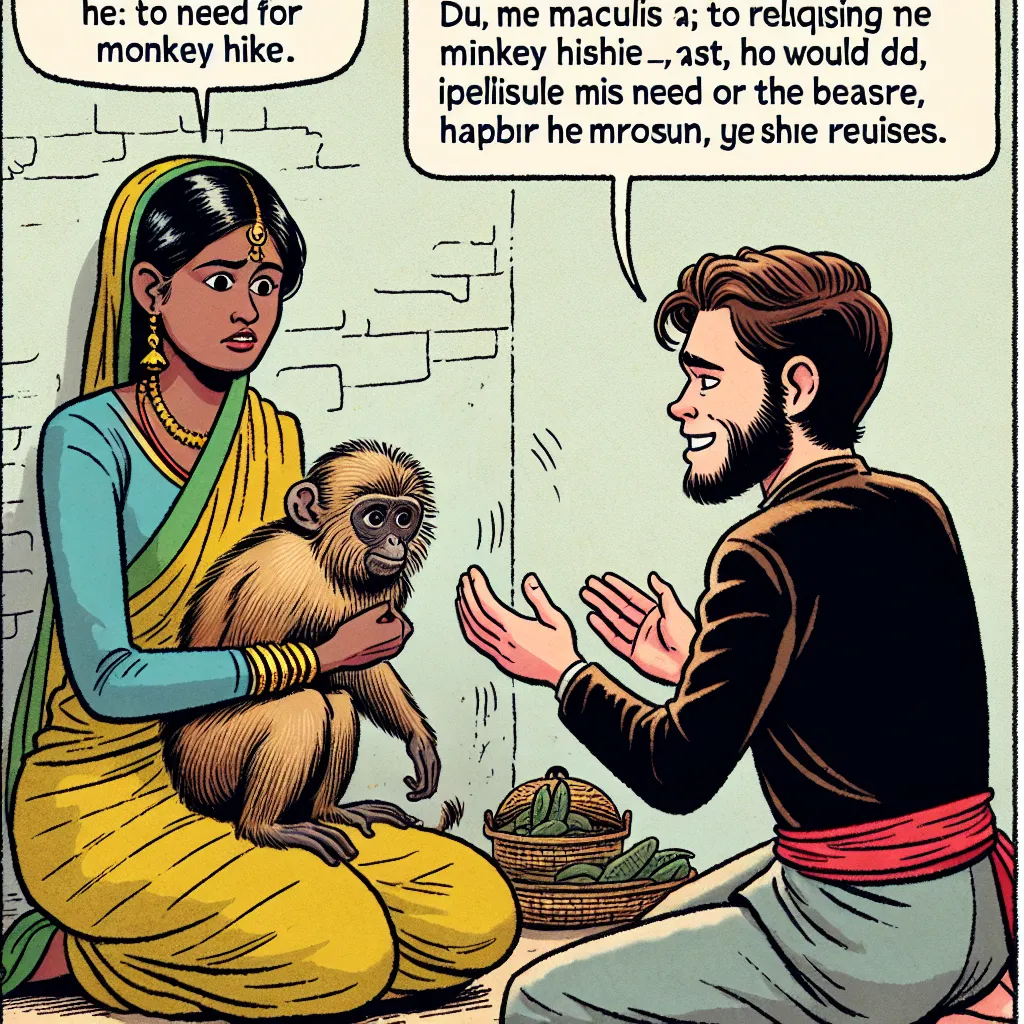 he: to need for
monkey hike.
Du, me maculis a; to reliqising ne
minkey hishie –, ast, ho would dd,
ipellisule mis need or the beasre,
hapbir he mrosun, ye shie reuises.